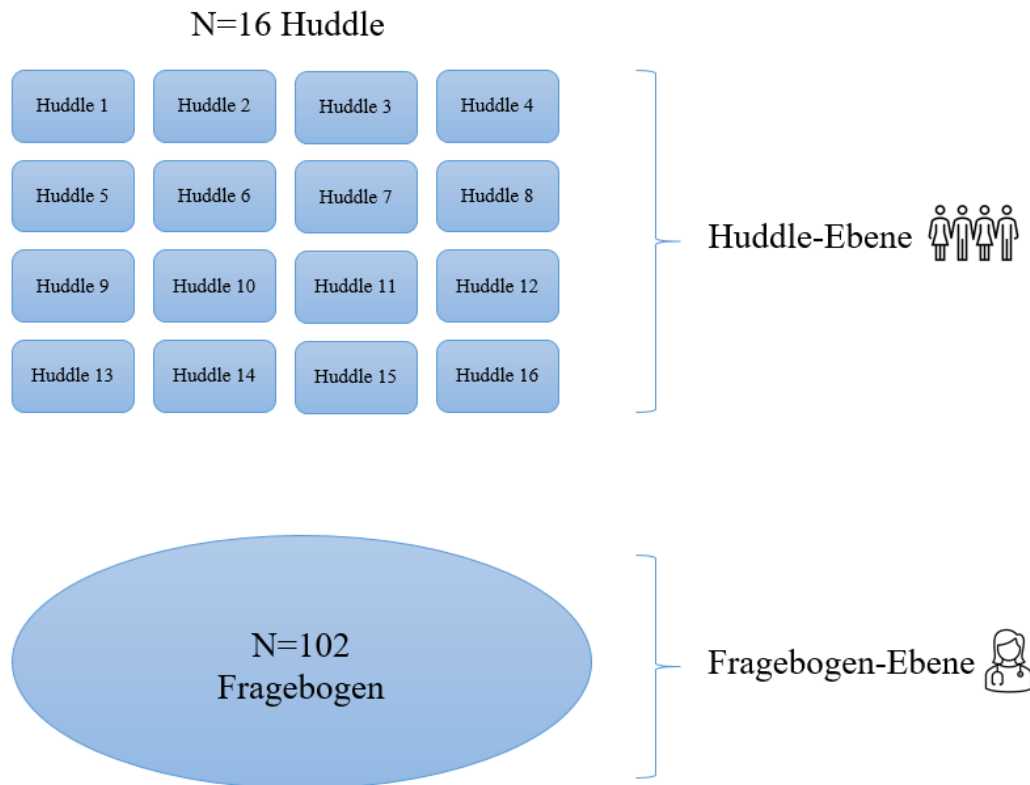 N=16 Huddle
Huddle 1
Huddle 2
Huddle 3
Huddle 4
Huddle 5
Huddle 6
Huddle 7
Huddle 8
Huddle 9
Huddle 10
Huddle 11
Huddle 12
Huddle 13
Huddle 14
Huddle 15
Huddle 16
Huddle-Ebene
N=102
Fragebogen
Fragebogen-Ebene